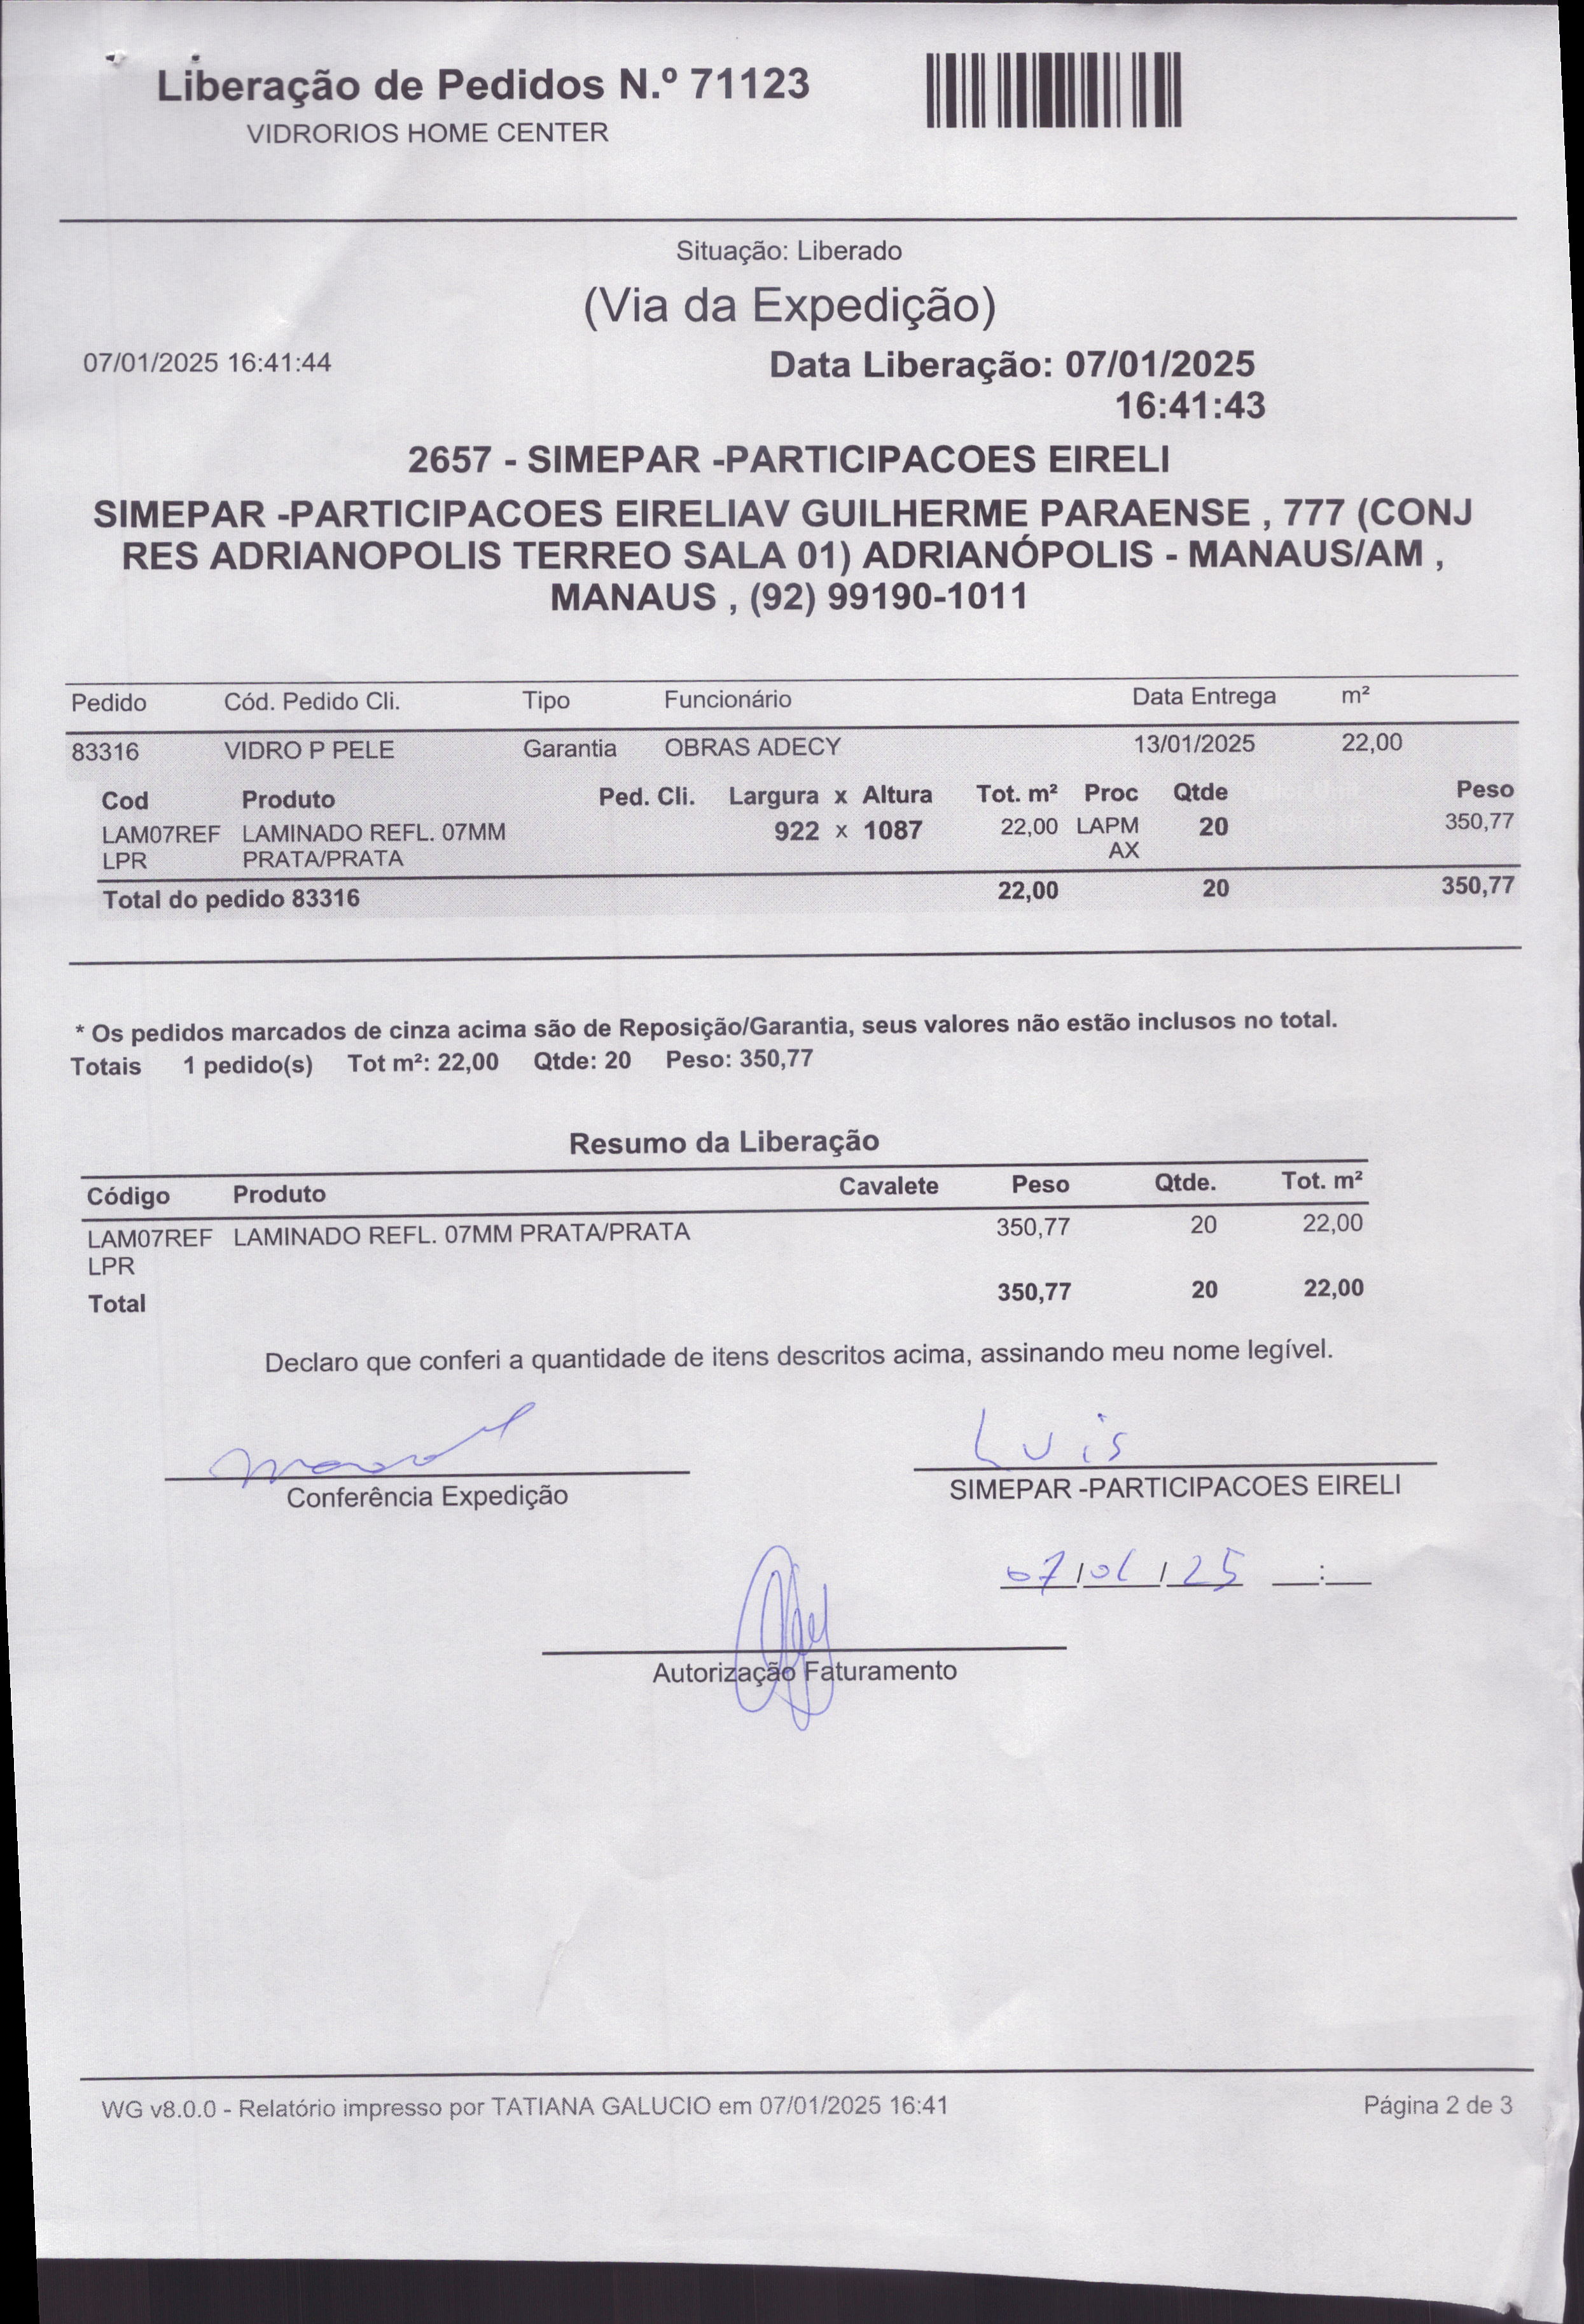 Liberação de Pedidos N.º 71123
VIDRORIOS HOME CENTER
Situação: Liberado
(Via da Expedição)
07/01/2025 16:41:44
Data Liberação: 07/01/2025
16:41:43
2657 - SIMEPAR -PARTICIPACOES EIRELI
SIMEPAR -PARTICIPACOES EIRELIAV GUILHERME PARAENSE , 777 (CONJ
RES ADRIANOPOLIS TERREO SALA 01) ADRIANÓPOLIS - MANAUS/AM ,
MANAUS , (92) 99190-1011
Pedido Cód. Pedido Cli. Tipo Funcionário Data Entrega m²
83316 VIDRO P PELE Garantia OBRAS ADECY 13/01/2025 22,00
Cod Produto Ped. Cli. Largura x Altura Tot. m² Proc Qtde Peso
LAM07REF LAMINADO REFL. 07MM 922 x 1087 22,00 LAPM 20 350,77
LPR PRATA/PRATA AX
Total do pedido 83316 22,00 20 350,77
* Os pedidos marcados de cinza acima são de Reposição/Garantia, seus valores não estão inclusos no total.
Totais 1 pedido(s) Tot m²: 22,00 Qtde: 20 Peso: 350,77
Resumo da Liberação
Código Produto Cavalete Peso Qtde. Tot. m²
LAM07REF LAMINADO REFL. 07MM PRATA/PRATA 350,77 20 22,00
LPR
Total 350,77 20 22,00
Declaro que conferi a quantidade de itens descritos acima, assinando meu nome legível.
Luis
Conferência Expedição
SIMEPAR -PARTICIPACOES EIRELI
07/01/25 __:__
Autorização Faturamento
WG v8.0.0 - Relatório impresso por TATIANA GALUCIO em 07/01/2025 16:41
Página 2 de 3